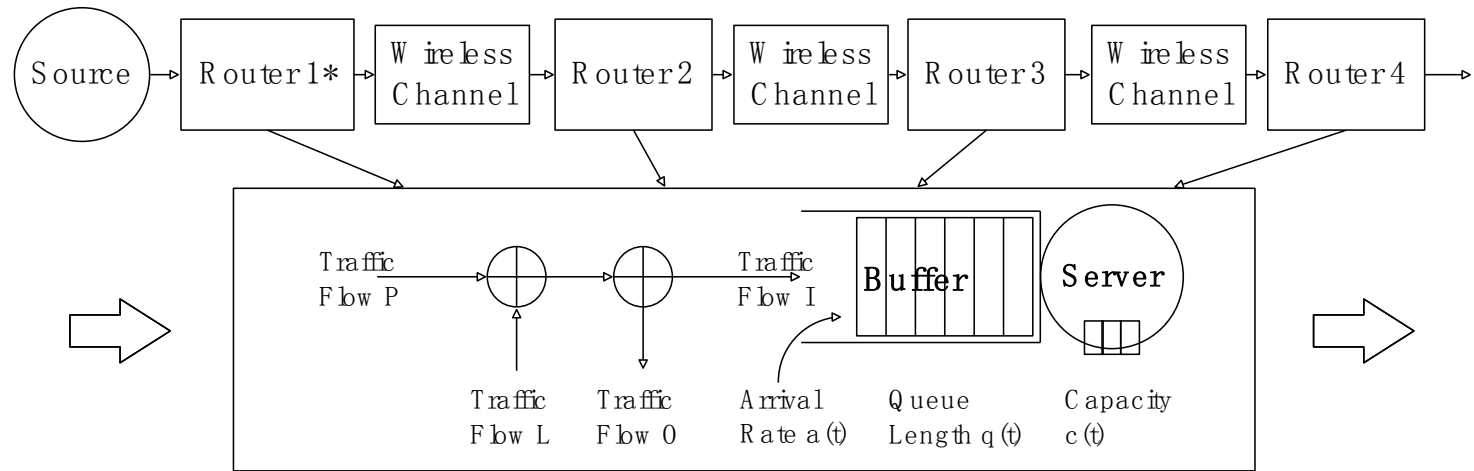 Source
Router1*
Wireless
Channel
Router2
Wireless
Channel
Router3
Wireless
Channel
Router4
Traffic
Flow P
Traffic
Flow I
Buffer
Server
Traffic
Flow L
Traffic
Flow O
Arrival
Rate a(t)
Queue
Length q(t)
Capacity
c(t)